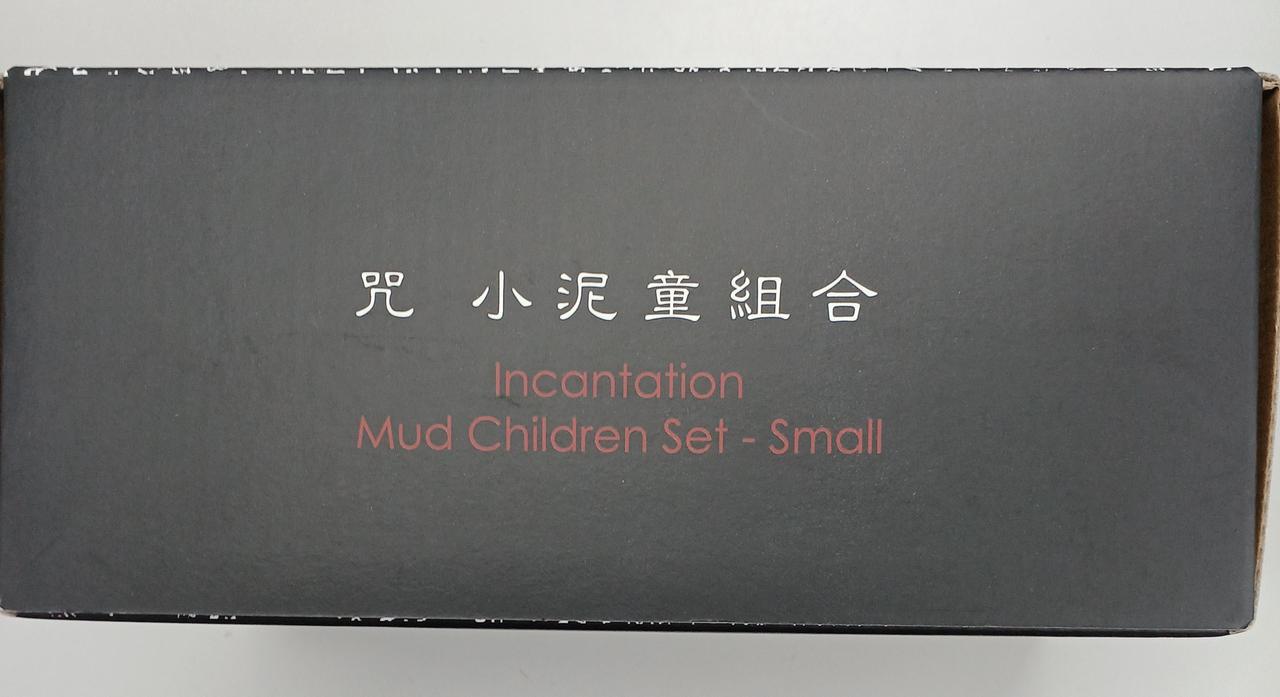 咒 小泥童組合
Incantation
Mud Children Set - Small